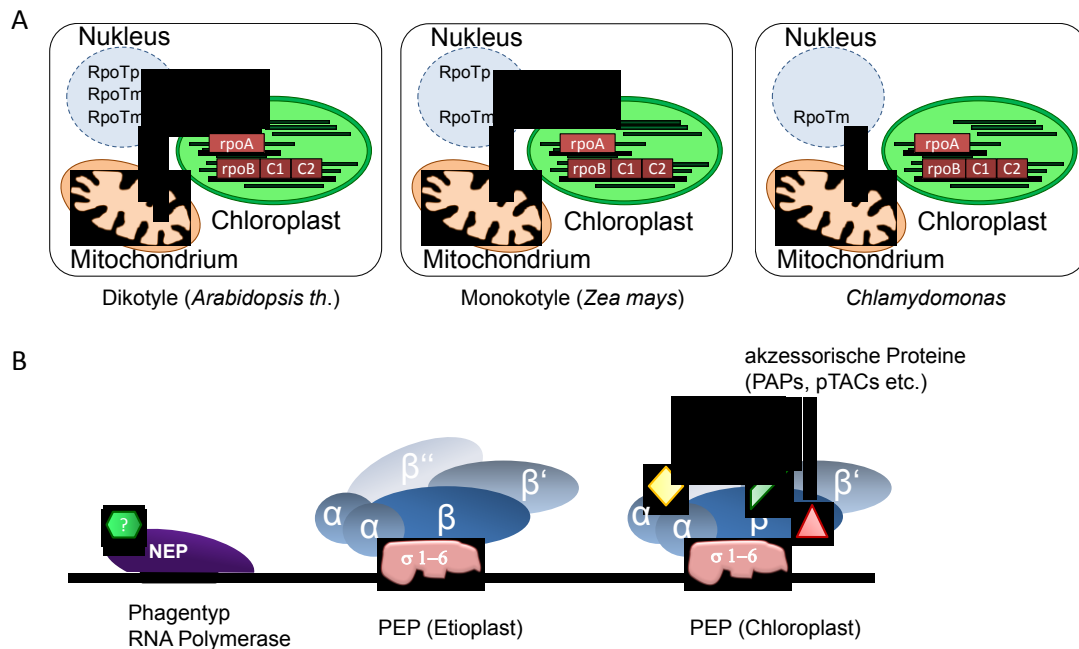 A
Nukleus
RpoTp
RpoTm
RpoTm
rpoA
rpoB C1 C2
Chloroplast
Mitochondrium
Dikotyle (Arabidopsis th.)
Nukleus
RpoTp
RpoTm
rpoA
rpoB C1 C2
Chloroplast
Mitochondrium
Monokotyle (Zea mays)
Nukleus
RpoTm
rpoA
rpoB C1 C2
Chloroplast
Mitochondrium
Chlamydomonas
B
akzessorische Proteine
(PAPs, pTACs etc.)
?
NEP
Phagentyp
RNA Polymerase
β“
β‘
α
α
β
σ 1–6
PEP (Etioplast)
β‘
α
α
β
σ 1–6
PEP (Chloroplast)